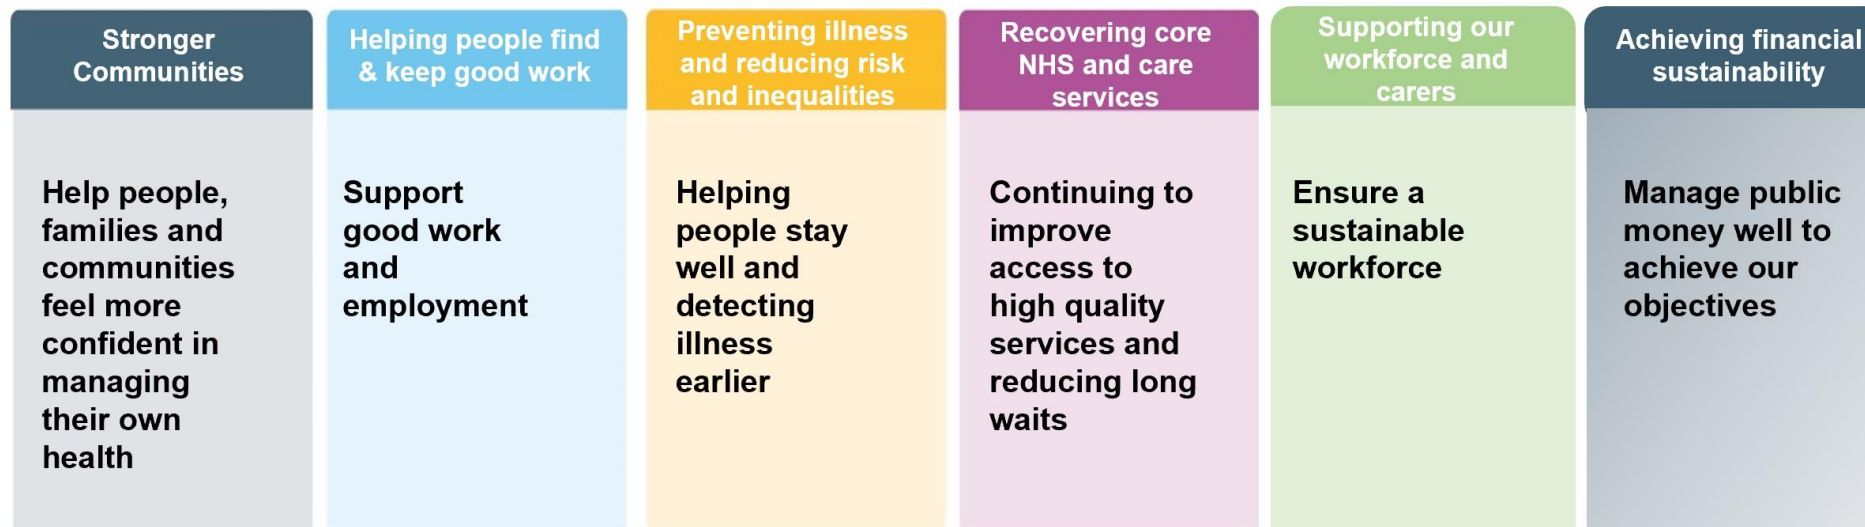 Stronger
Communities
Help people,
families and
communities
feel more
confident in
managing
their own
health
Helping people find
& keep good work
Support
good work
and
employment
Preventing illness
and reducing risk
and inequalities
Helping
people stay
well and
detecting
illness
earlier
Recovering core
NHS and care
services
Continuing to
improve
access to
high quality
services and
reducing long
waits
Supporting our
workforce and
carers
Ensure a
sustainable
workforce
Achieving financial
sustainability
Manage public
money well to
achieve our
objectives